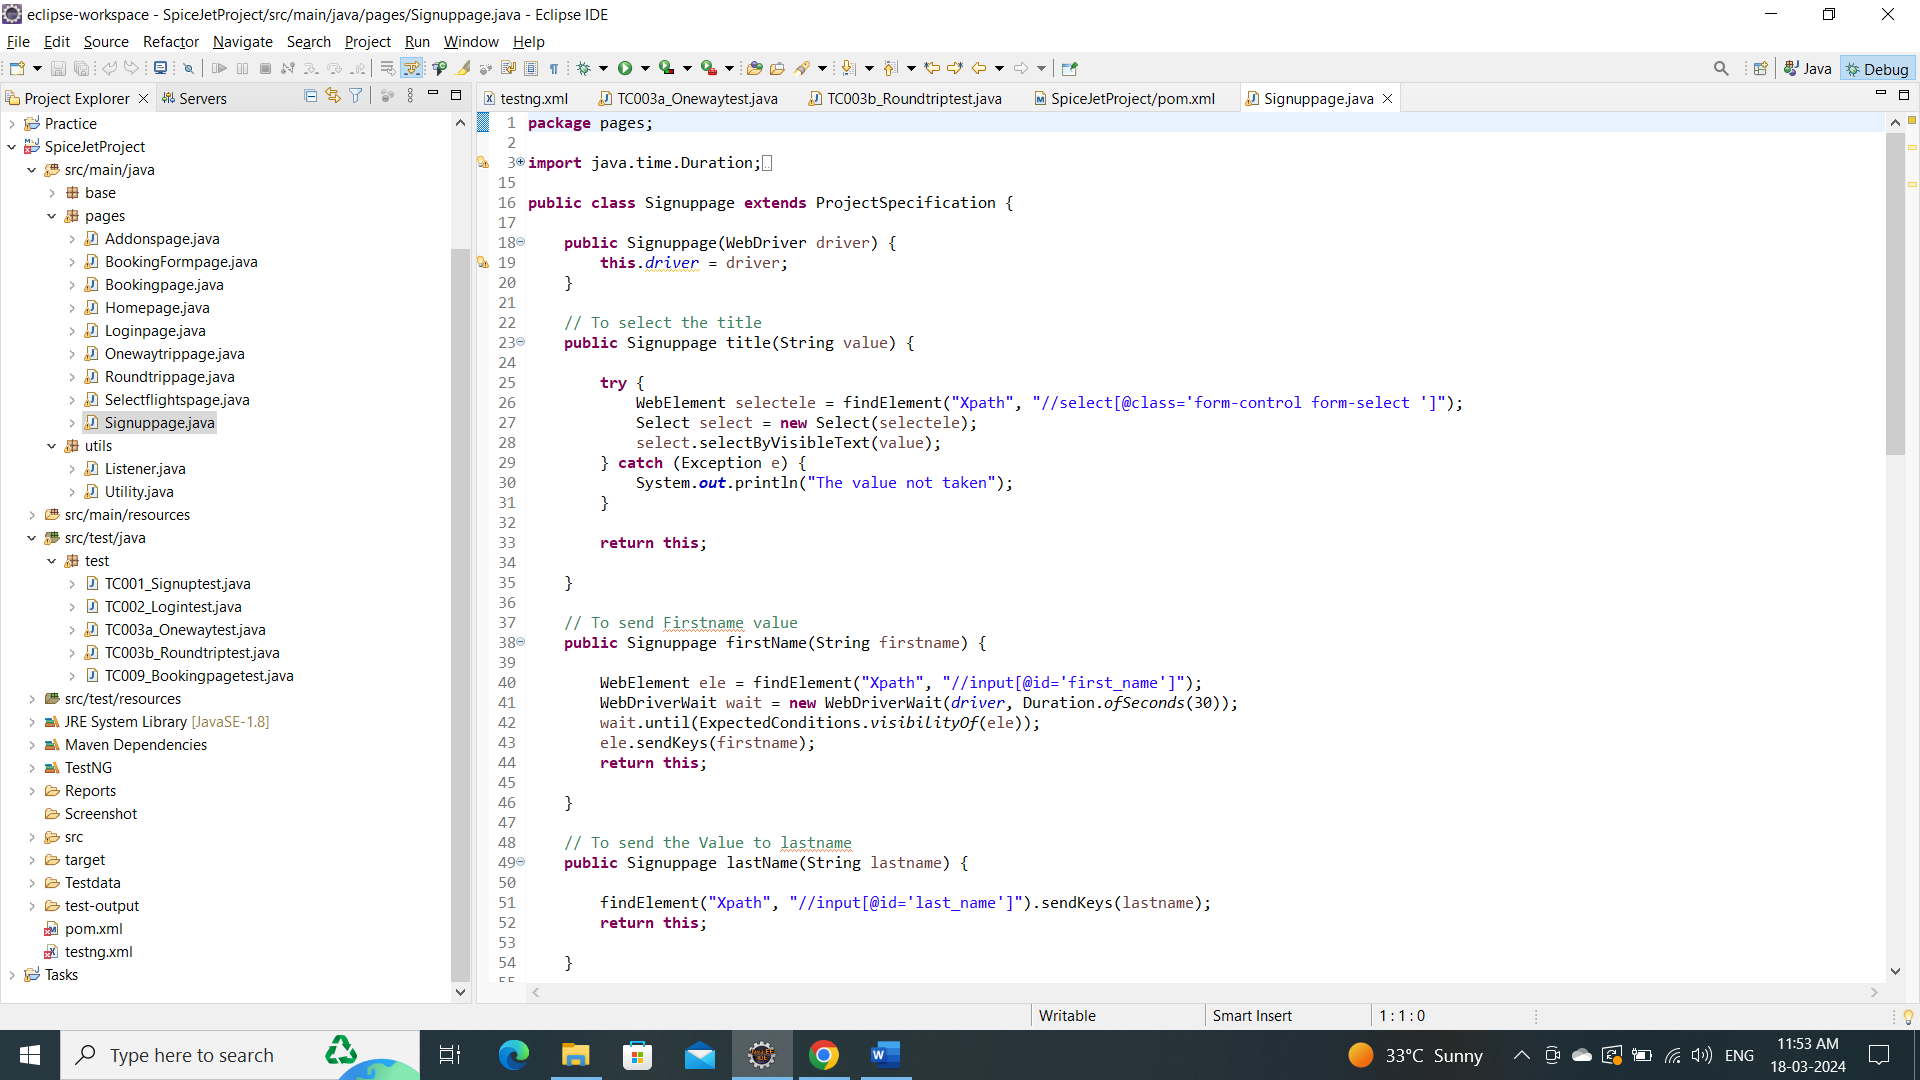 eclipse-workspace - SpiceJetProject/src/main/java/pages/Signuppage.java - Eclipse IDE
File Edit Source Refactor Navigate Search Project Run Window Help
Java Debug
Project Explorer Servers
testng.xml TC003a_Onewaytest.java TC003b_Roundtriptest.java SpiceJetProject/pom.xml Signuppage.java
Practice
SpiceJetProject
src/main/java
base
pages
Addonspage.java
BookingFormpage.java
Bookingpage.java
Homepage.java
Loginpage.java
Onewaytrippage.java
Roundtrippage.java
Selectflightspage.java
Signuppage.java
utils
Listener.java
Utility.java
src/main/resources
src/test/java
test
TC001_Signuptest.java
TC002_Logintest.java
TC003a_Onewaytest.java
TC003b_Roundtriptest.java
TC009_Bookingpagetest.java
src/test/resources
JRE System Library [JavaSE-1.8]
Maven Dependencies
TestNG
Reports
Screenshot
src
target
Testdata
test-output
pom.xml
testng.xml
Tasks
1 package pages;
2
3 import java.time.Duration;
15
16 public class Signuppage extends ProjectSpecification {
17
18 public Signuppage(WebDriver driver) {
19 this.driver = driver;
20 }
21
22 // To select the title
23 public Signuppage title(String value) {
24
25 try {
26 WebElement selectele = findElement("Xpath", "//select[@class='form-control form-select ']");
27 Select select = new Select(selectele);
28 select.selectByVisibleText(value);
29 } catch (Exception e) {
30 System.out.println("The value not taken");
31 }
32
33 return this;
34
35 }
36
37 // To send Firstname value
38 public Signuppage firstName(String firstname) {
39
40 WebElement ele = findElement("Xpath", "//input[@id='first_name']");
41 WebDriverWait wait = new WebDriverWait(driver, Duration.ofSeconds(30));
42 wait.until(ExpectedConditions.visibilityOf(ele));
43 ele.sendKeys(firstname);
44 return this;
45
46 }
47
48 // To send the Value to lastname
49 public Signuppage lastName(String lastname) {
50
51 findElement("Xpath", "//input[@id='last_name']").sendKeys(lastname);
52 return this;
53
54 }
55
Writable Smart Insert 1 : 1 : 0
Type here to search
33°C Sunny ENG
11:53 AM
18-03-2024